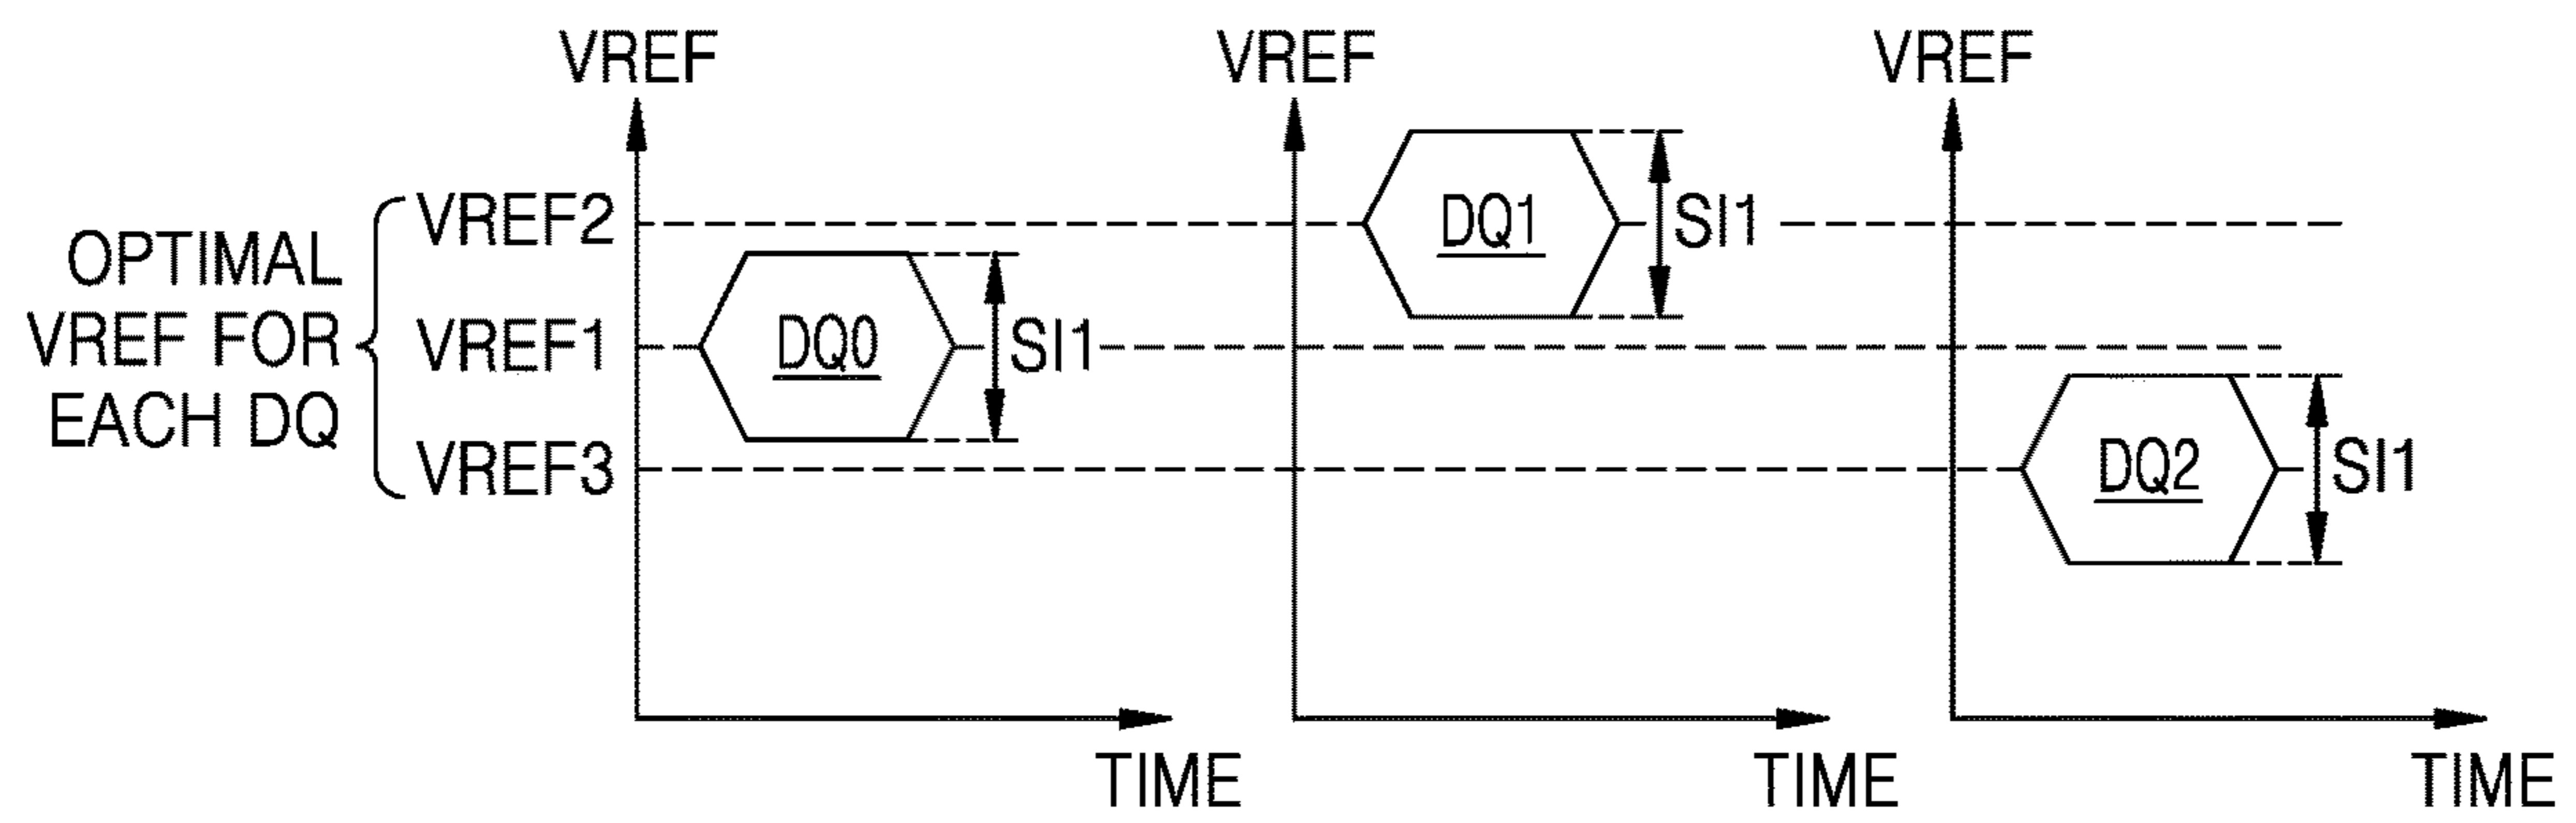 VREF
VREF
VREF
OPTIMAL
VREF FOR
EACH DQ
VREF2
VREF1
VREF3
DQ0
SI1
DQ1
SI1
DQ2
SI1
TIME
TIME
TIME